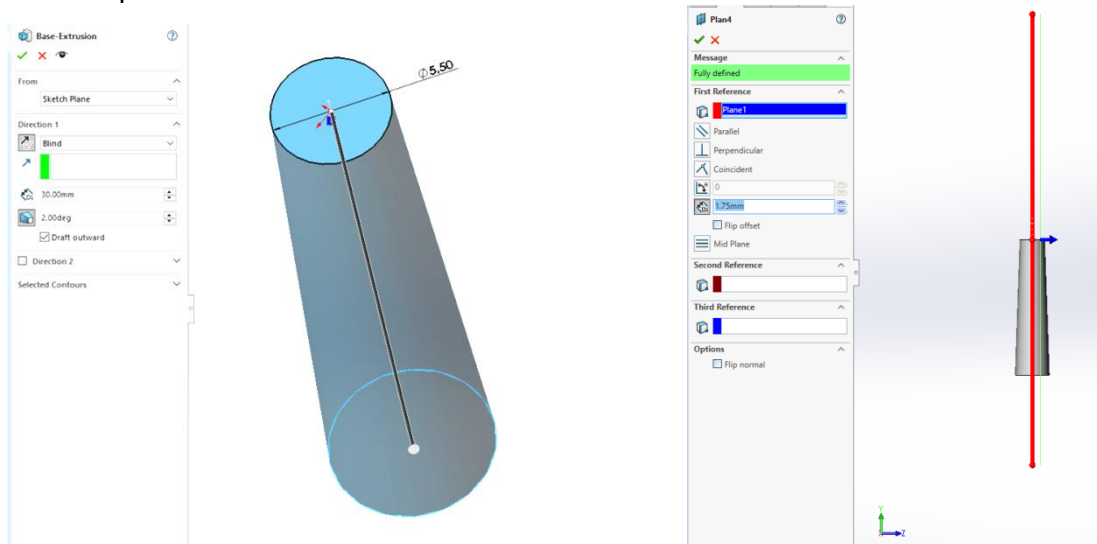 Base-Extrusion
From
Sketch Plane
Direction 1
Blind
30.00mm
2.00deg
Draft outward
Direction 2
Selected Contours
Ø5.50
Plan4
Message
Fully defined
First Reference
Plane1
Parallel
Perpendicular
Coincident
0
1.75mm
Flip offset
Mid Plane
Second Reference
Third Reference
Options
Flip normal
Y
Z